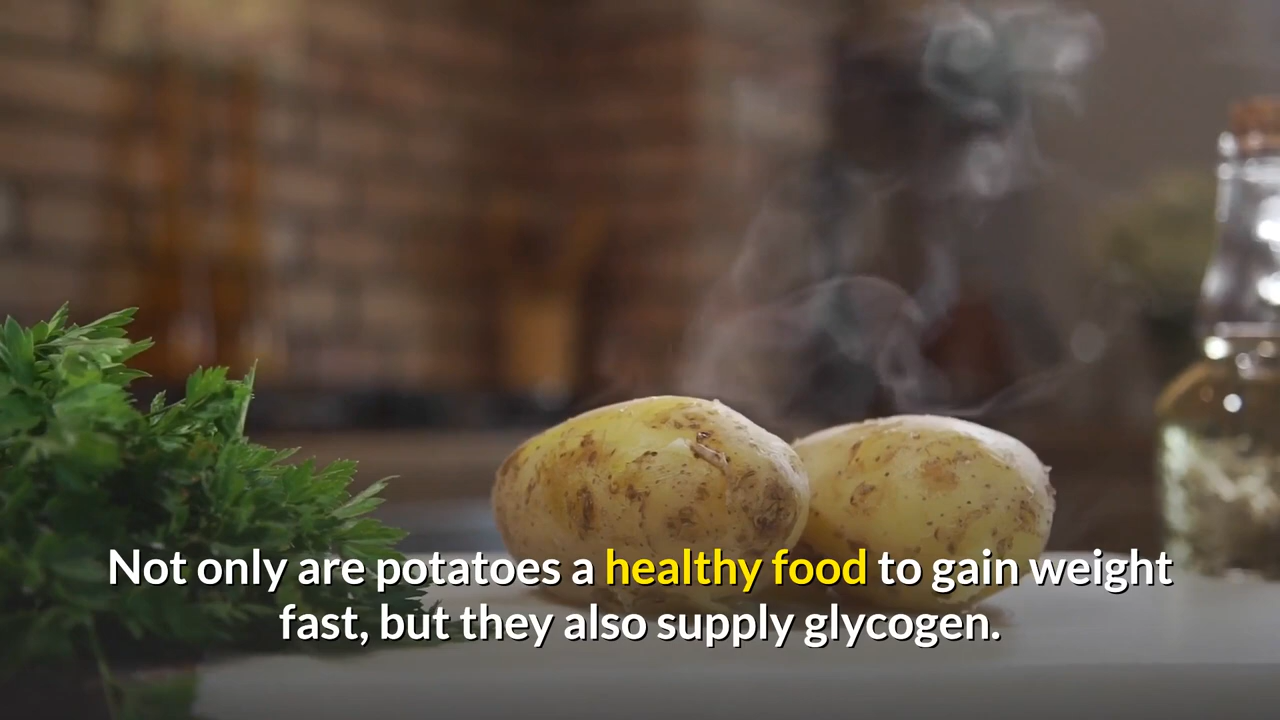 Not only are potatoes a healthy food to gain weight
fast, but they also supply glycogen.